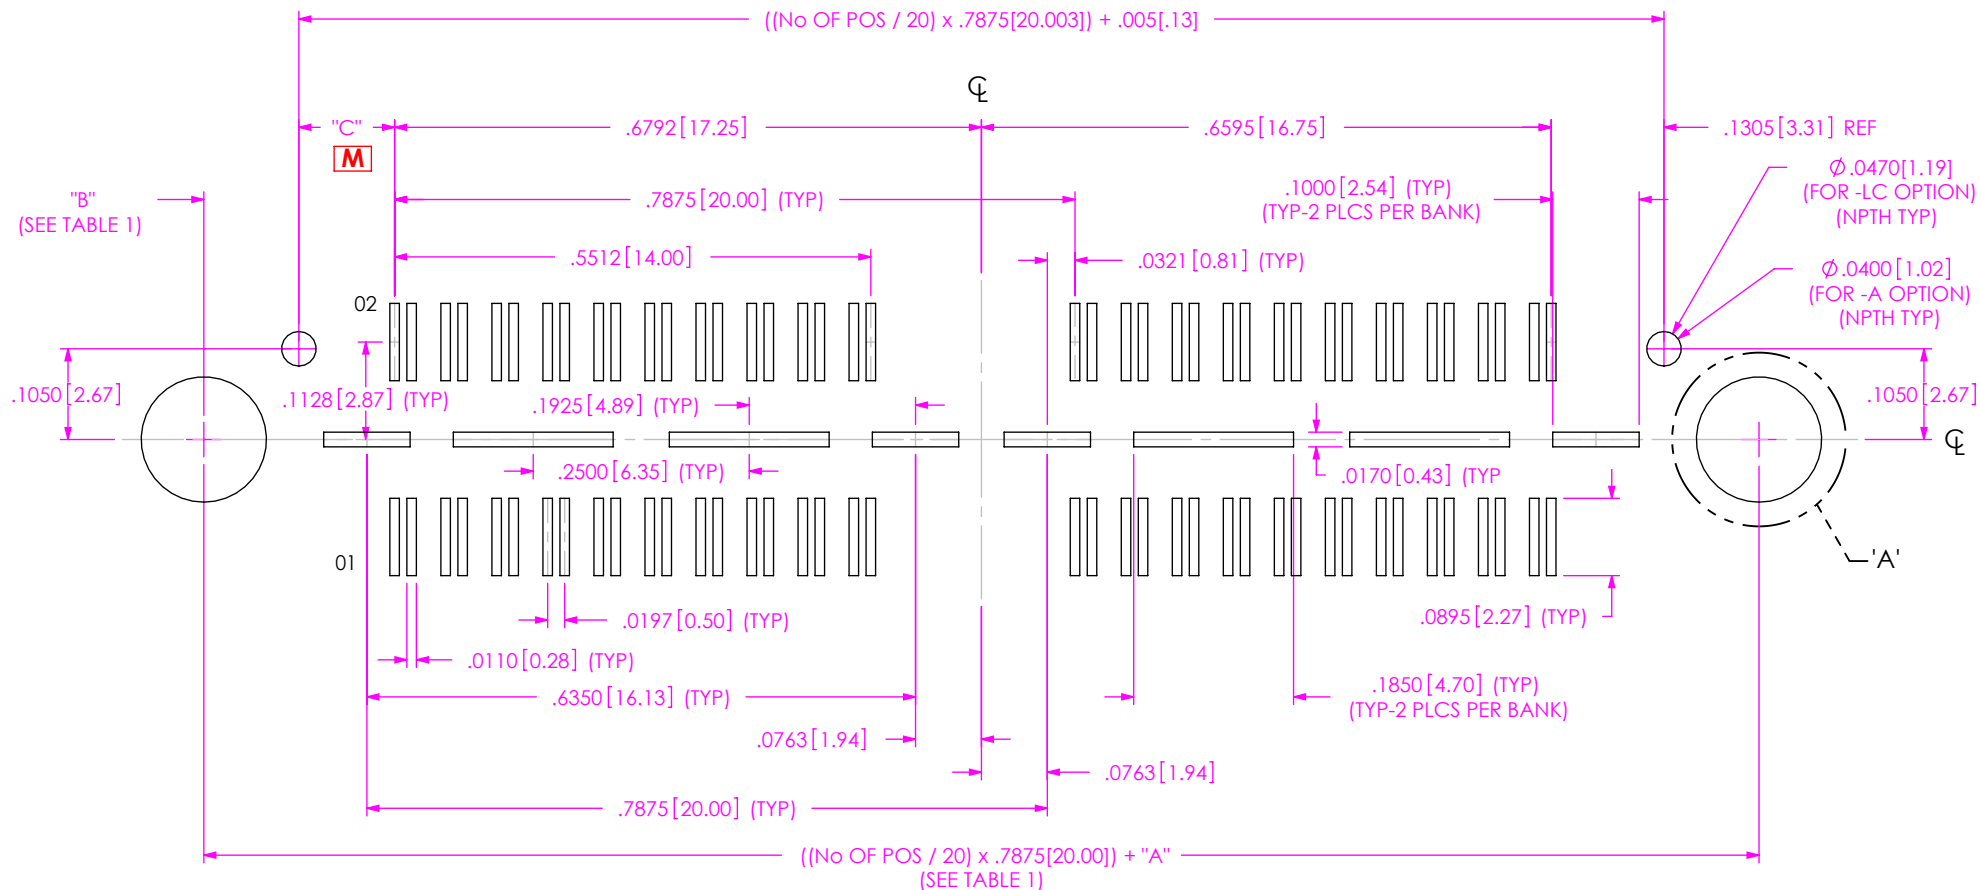 ((No OF POS / 20) x .7875[20.003]) + .005[.13]
℄
"C"
.6792[17.25]
.6595[16.75]
.1305[3.31] REF
M
"B"
(SEE TABLE 1)
.7875[20.00] (TYP)
.1000[2.54] (TYP)
(TYP-2 PLCS PER BANK)
Ø.0470[1.19]
(FOR -LC OPTION)
(NPTH TYP)
.5512[14.00]
.0321[0.81] (TYP)
Ø.0400[1.02]
(FOR -A OPTION)
(NPTH TYP)
02
.1050[2.67]
.1128[2.87] (TYP)
.1925[4.89] (TYP)
.1050[2.67]
℄
.2500[6.35] (TYP)
.0170[0.43] (TYP
01
'A'
.0197[0.50] (TYP)
.0895[2.27] (TYP)
.0110[0.28] (TYP)
.6350[16.13] (TYP)
.1850[4.70] (TYP)
(TYP-2 PLCS PER BANK)
.0763[1.94]
.0763[1.94]
.7875[20.00] (TYP)
((No OF POS / 20) x .7875[20.00]) + "A"
(SEE TABLE 1)